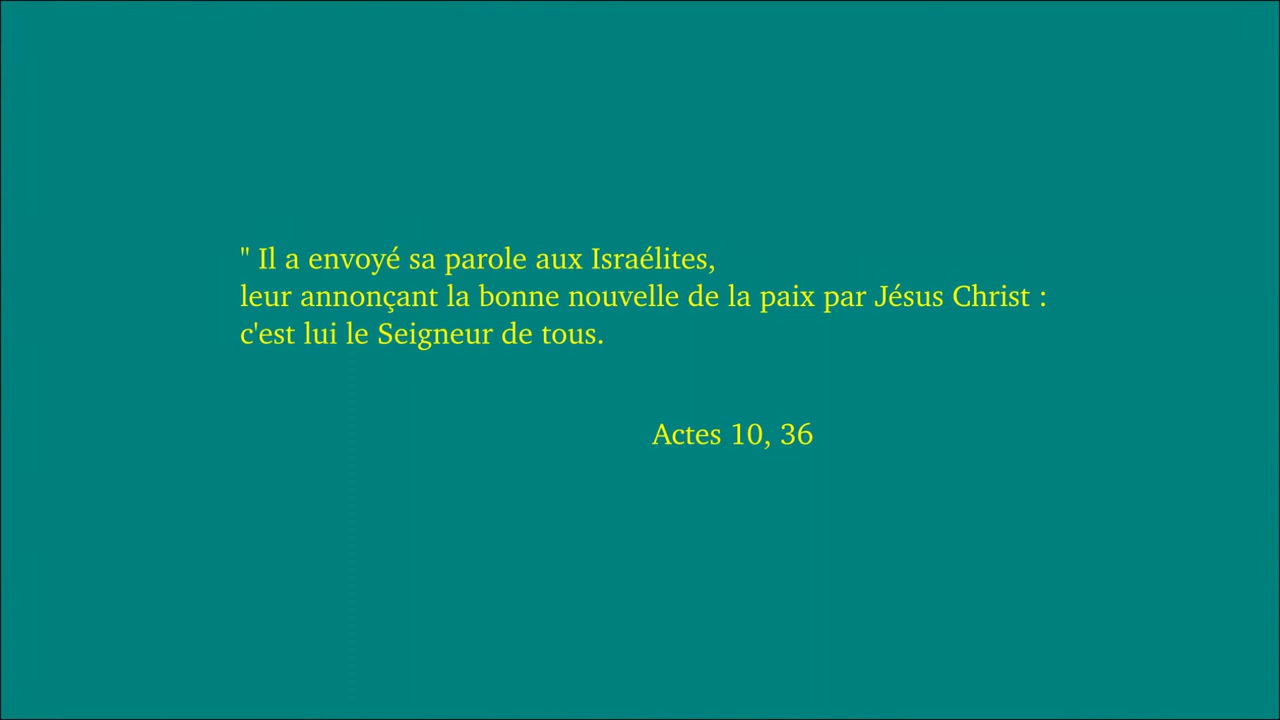 " Il a envoyé sa parole aux Israélites,
leur annonçant la bonne nouvelle de la paix par Jésus Christ :
c'est lui le Seigneur de tous.
Actes 10, 36